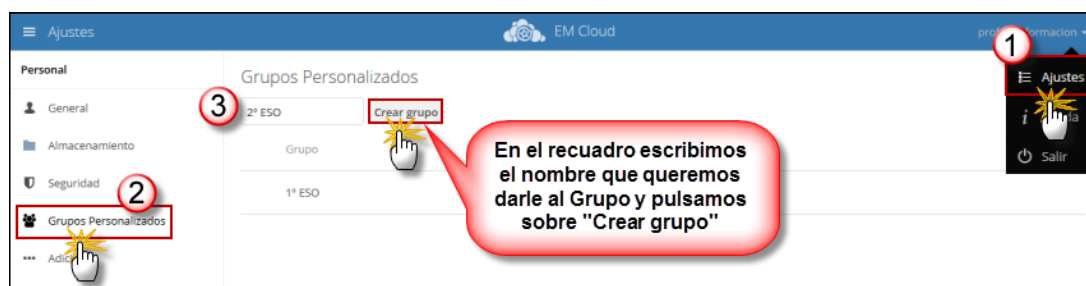 Ajustes
EM Cloud
1
Personal
Grupos Personalizados
Ajustes
General
3
2º ESO
Crear grupo
Almacenamiento
Grupo
En el recuadro escribimos
el nombre que queremos
darle al Grupo y pulsamos
sobre "Crear grupo"
Salir
Seguridad
2
1º ESO
Grupos Personalizados